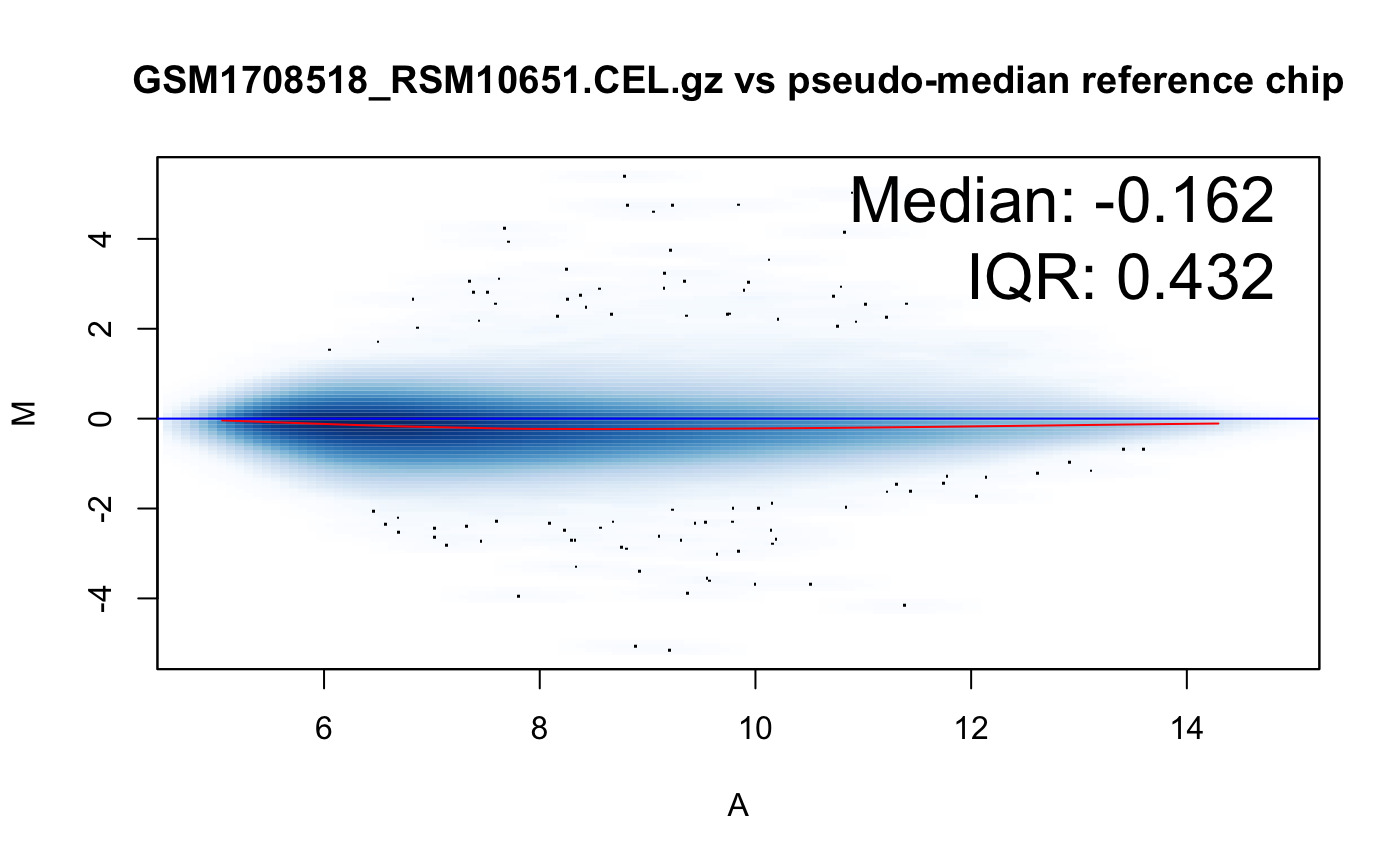 GSM1708518_RSM10651.CEL.gz vs pseudo-median reference chip
Median: -0.162
IQR: 0.432
M
4
2
0
-2
-4
6 8 10 12 14
A